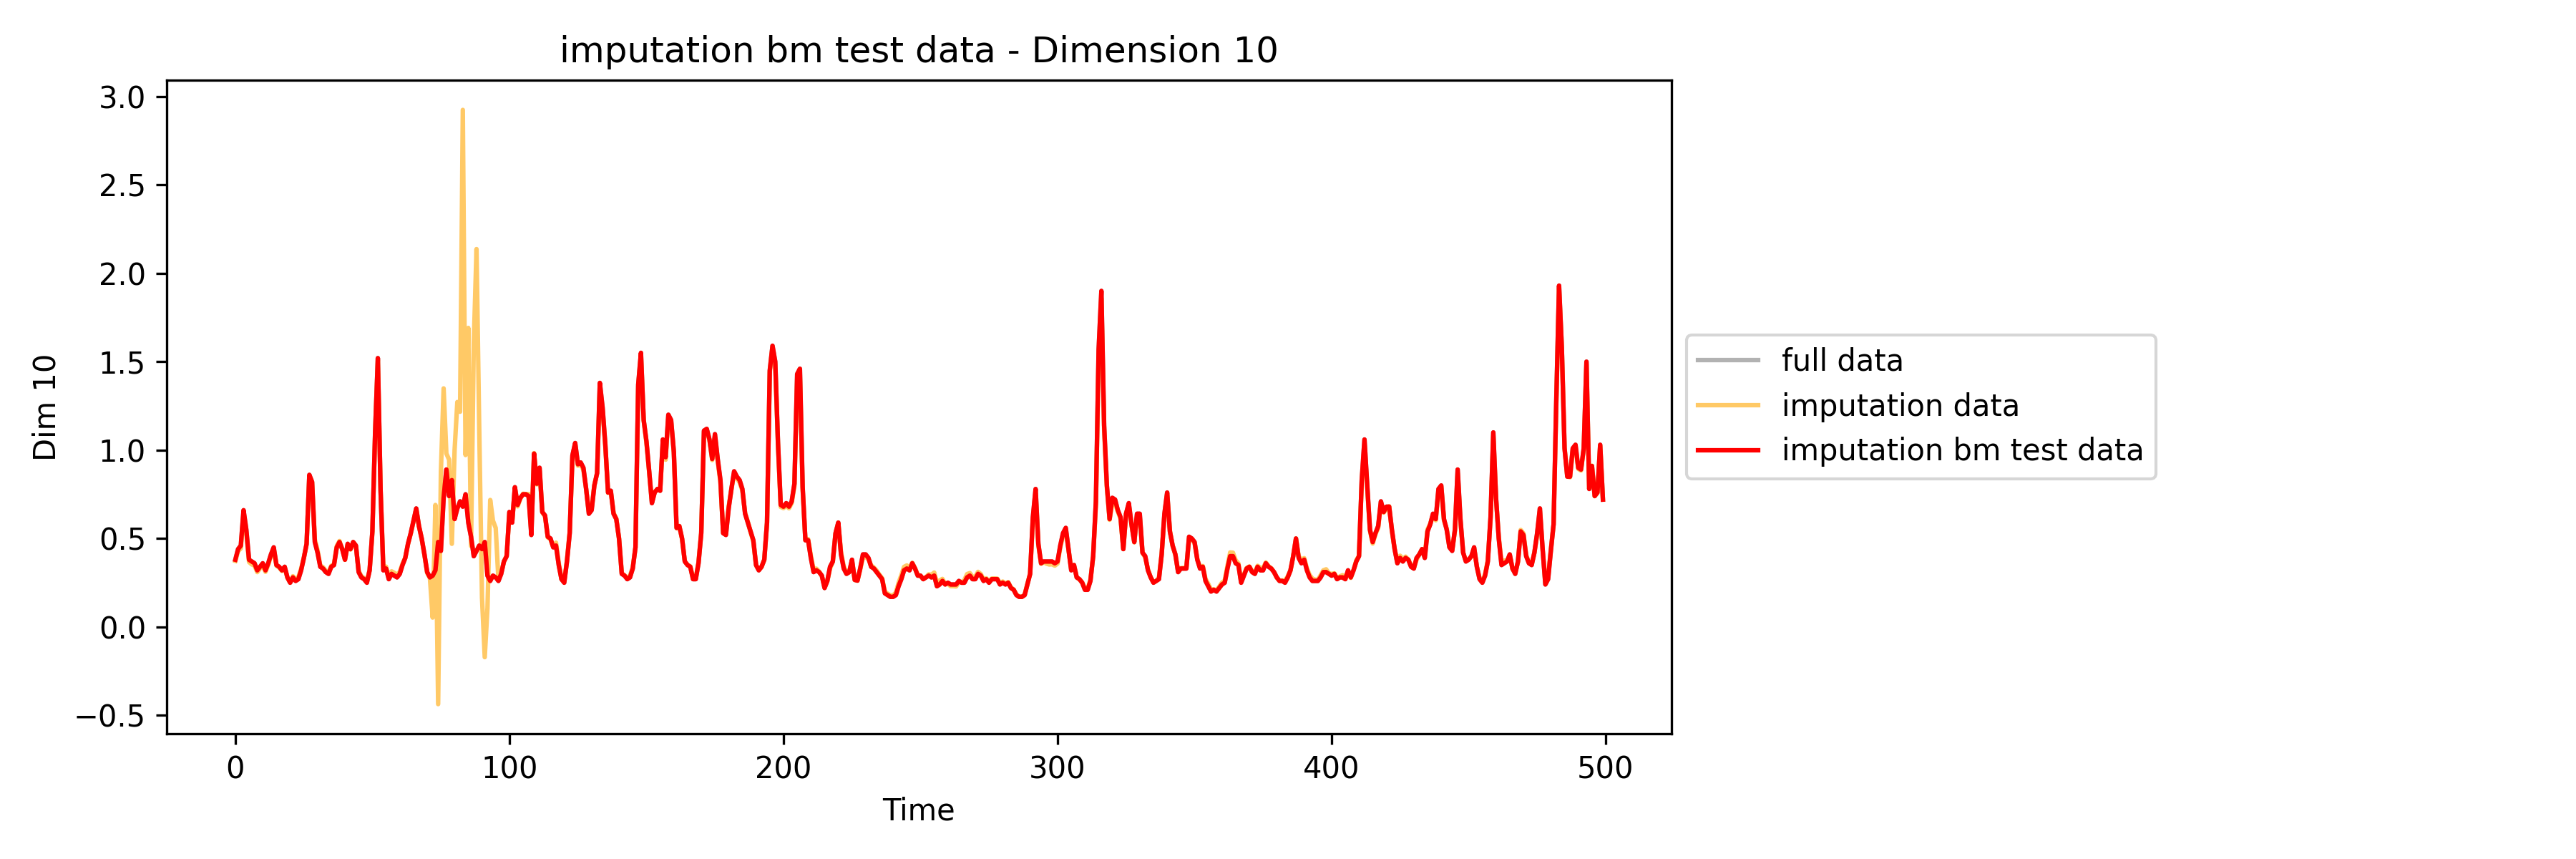 imputation bm test data - Dimension 10
3.0
2.5
2.0
1.5
1.0
0.5
0.0
−0.5
Dim 10
0 100 200 300 400 500
Time
full data
imputation data
imputation bm test data